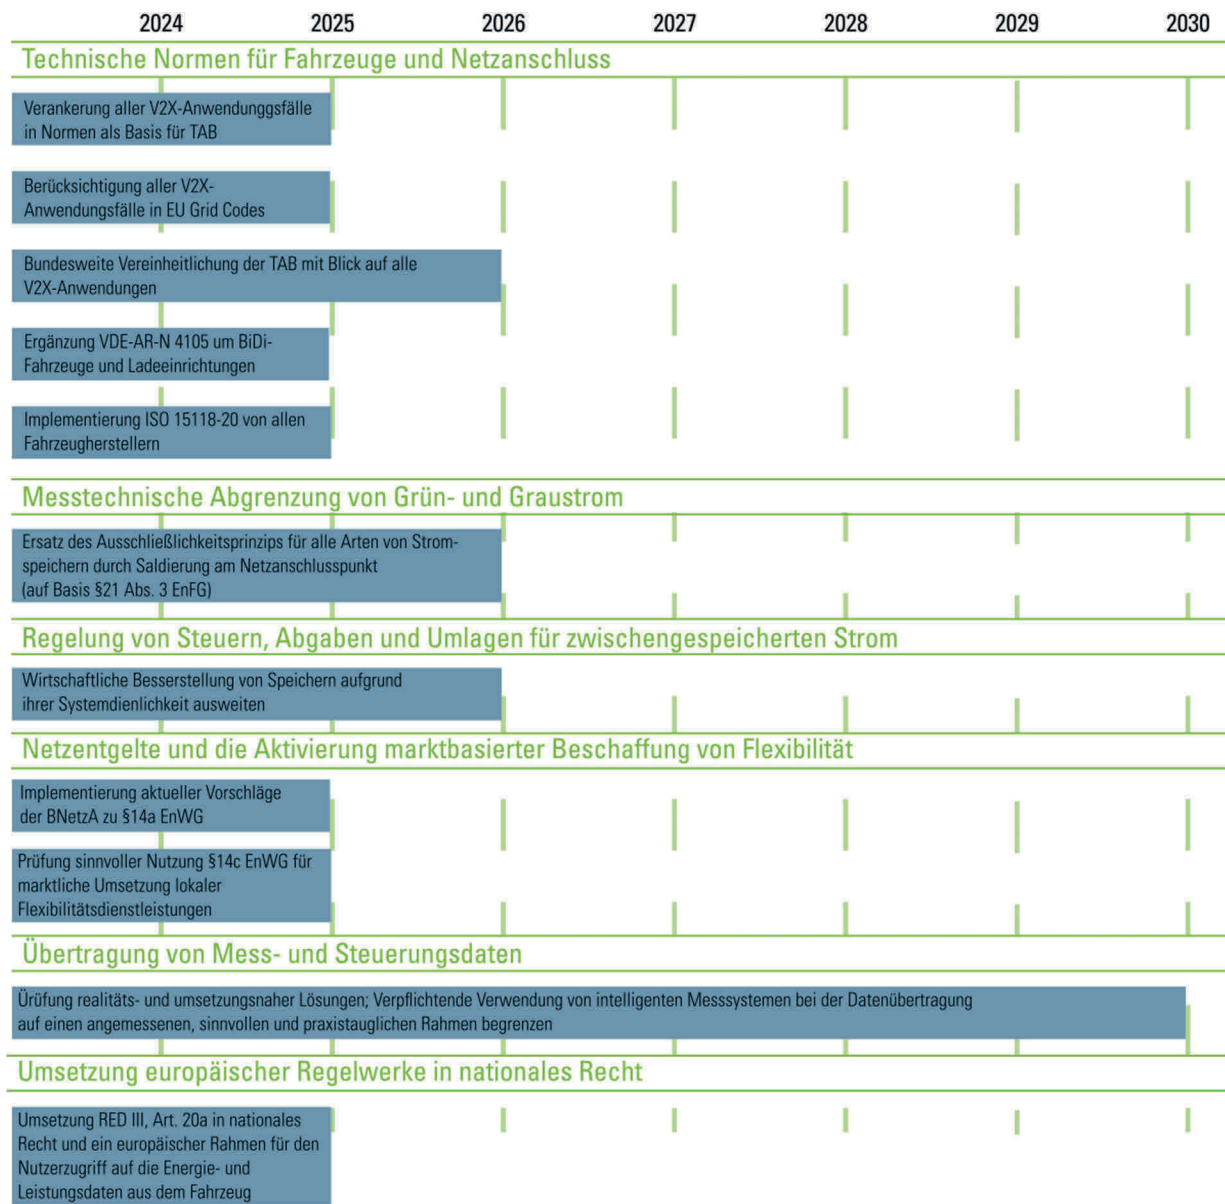 2024 2025 2026 2027 2028 2029 2030
Technische Normen für Fahrzeuge und Netzanschluss
Verankerung aller V2X-Anwendunggsfälle
in Normen als Basis für TAB
Berücksichtigung aller V2X-
Anwendungsfälle in EU Grid Codes
Bundesweite Vereinheitlichung der TAB mit Blick auf alle
V2X-Anwendungen
Ergänzung VDE-AR-N 4105 um BiDi-
Fahrzeuge und Ladeeinrichtungen
Implementierung ISO 15118-20 von allen
Fahrzeugherstellern
Messtechnische Abgrenzung von Grün- und Graustrom
Ersatz des Ausschließlichkeitsprinzips für alle Arten von Strom-
speichern durch Saldierung am Netzanschlusspunkt
(auf Basis §21 Abs. 3 EnFG)
Regelung von Steuern, Abgaben und Umlagen für zwischengespeicherten Strom
Wirtschaftliche Besserstellung von Speichern aufgrund
ihrer Systemdienlichkeit ausweiten
Netzentgelte und die Aktivierung marktbasierter Beschaffung von Flexibilität
Implementierung aktueller Vorschläge
der BNetzA zu §14a EnWG
Prüfung sinnvoller Nutzung §14c EnWG für
marktliche Umsetzung lokaler
Flexibilitätsdienstleistungen
Übertragung von Mess- und Steuerungsdaten
Ürüfung realitäts- und umsetzungsnaher Lösungen; Verpflichtende Verwendung von intelligenten Messsystemen bei der Datenübertragung
auf einen angemessenen, sinnvollen und praxistauglichen Rahmen begrenzen
Umsetzung europäischer Regelwerke in nationales Recht
Umsetzung RED III, Art. 20a in nationales
Recht und ein europäischer Rahmen für den
Nutzerzugriff auf die Energie- und
Leistungsdaten aus dem Fahrzeug